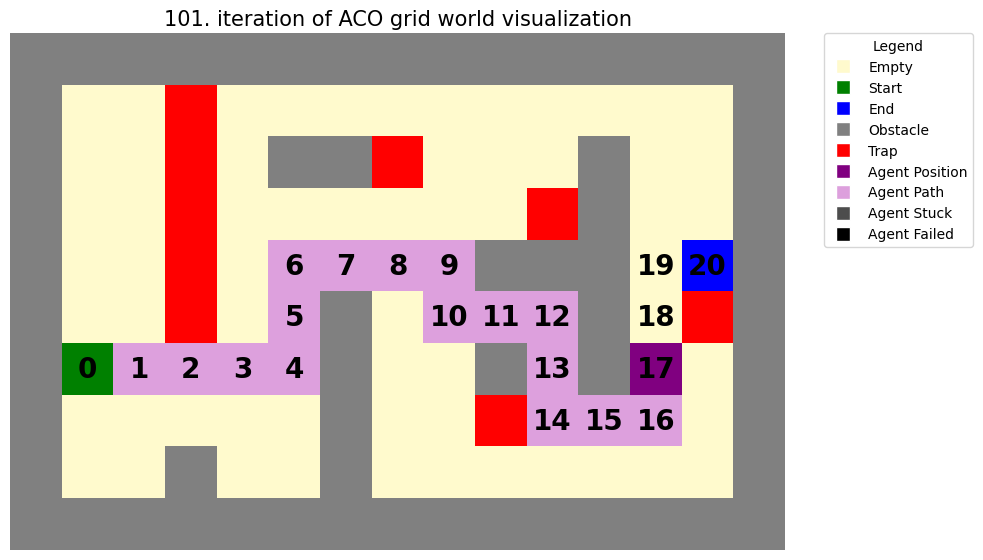 101. iteration of ACO grid world visualization
Legend
Empty
Start
End
Obstacle
Trap
Agent Position
Agent Path
Agent Stuck
Agent Failed
6 7 8 9 19 20
5 10 11 12 18
0 1 2 3 4 13 17
14 15 16